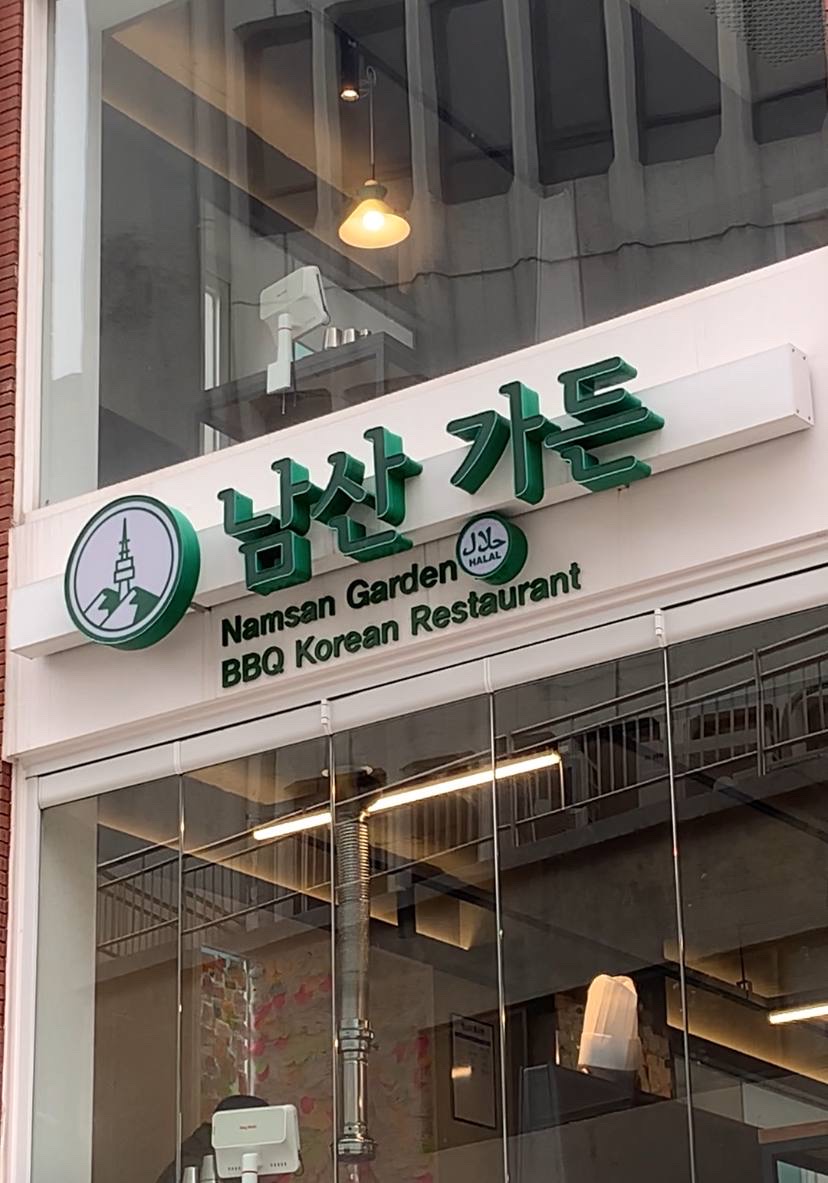 남산 가든
Namsan Garden
حلال
HALAL
BBQ Korean Restaurant